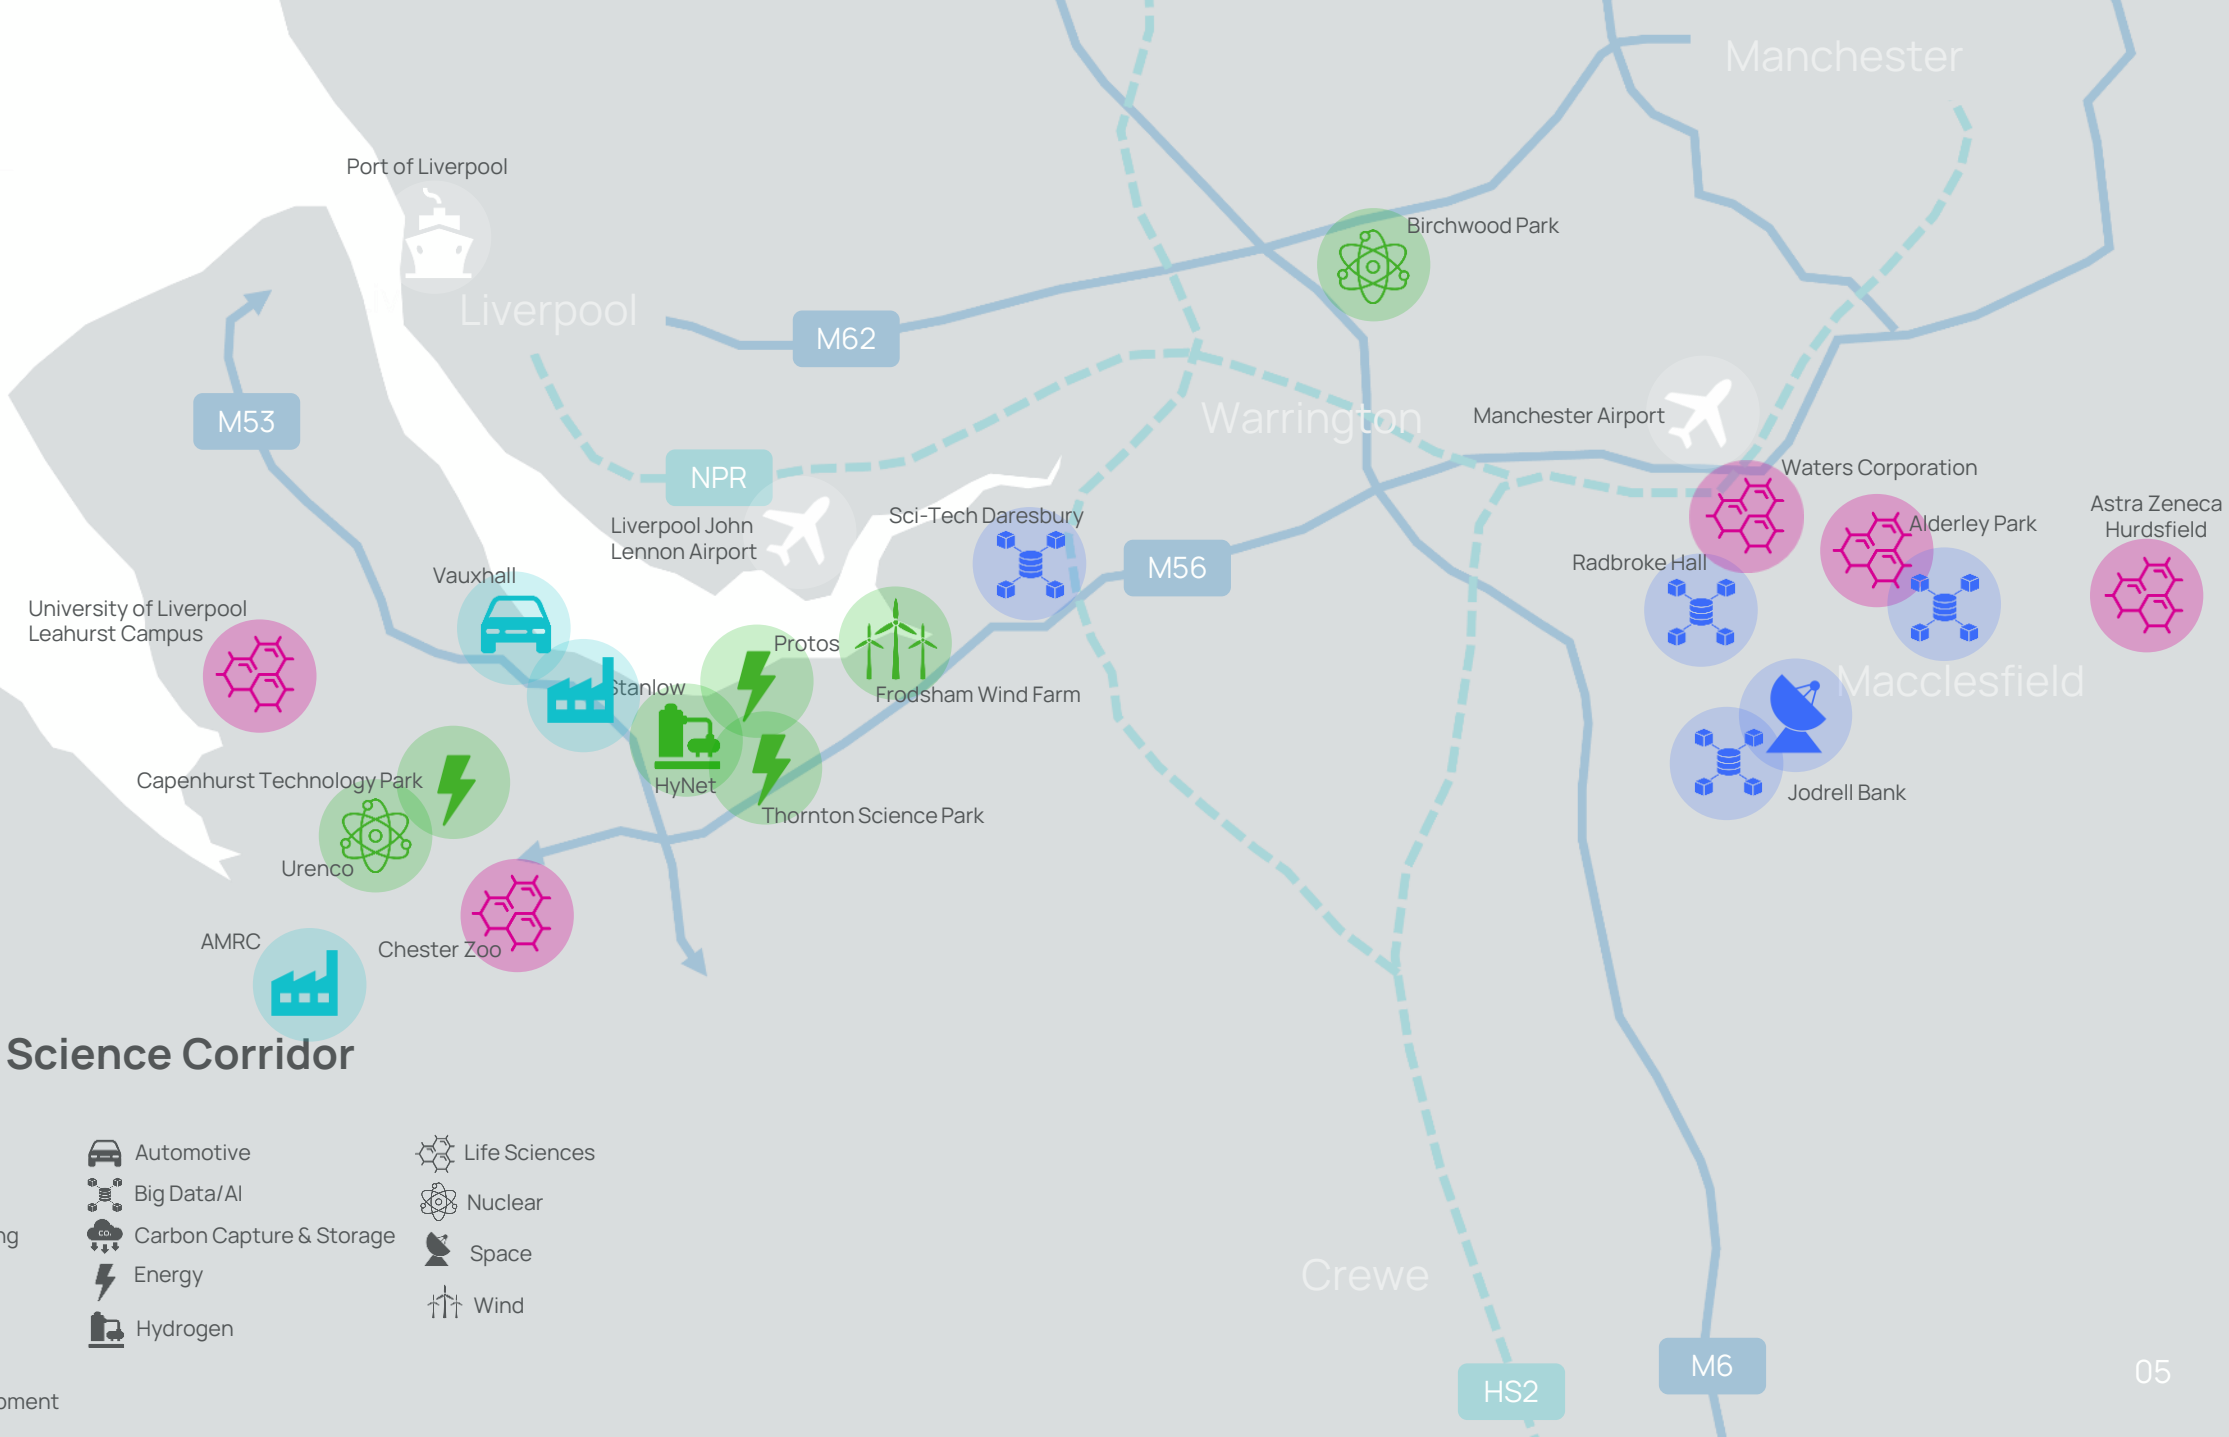 Manchester
Port of Liverpool
Birchwood Park
Liverpool
M62
M53
Warrington
Manchester Airport
NPR
Waters Corporation
Liverpool John
Lennon Airport
Sci-Tech Daresbury
Alderley Park
Astra Zeneca
Hurdsfield
M56
Radbroke Hall
Vauxhall
University of Liverpool
Leahurst Campus
Protos
Stanlow
Frodsham Wind Farm
Macclesfield
Capenhurst Technology Park
HyNet
Thornton Science Park
Jodrell Bank
Urenco
AMRC
Chester Zoo
Science Corridor
Automotive
Big Data/AI
Carbon Capture & Storage
Energy
Hydrogen
Life Sciences
Nuclear
Space
Wind
ng
oment
Crewe
M6
HS2
05